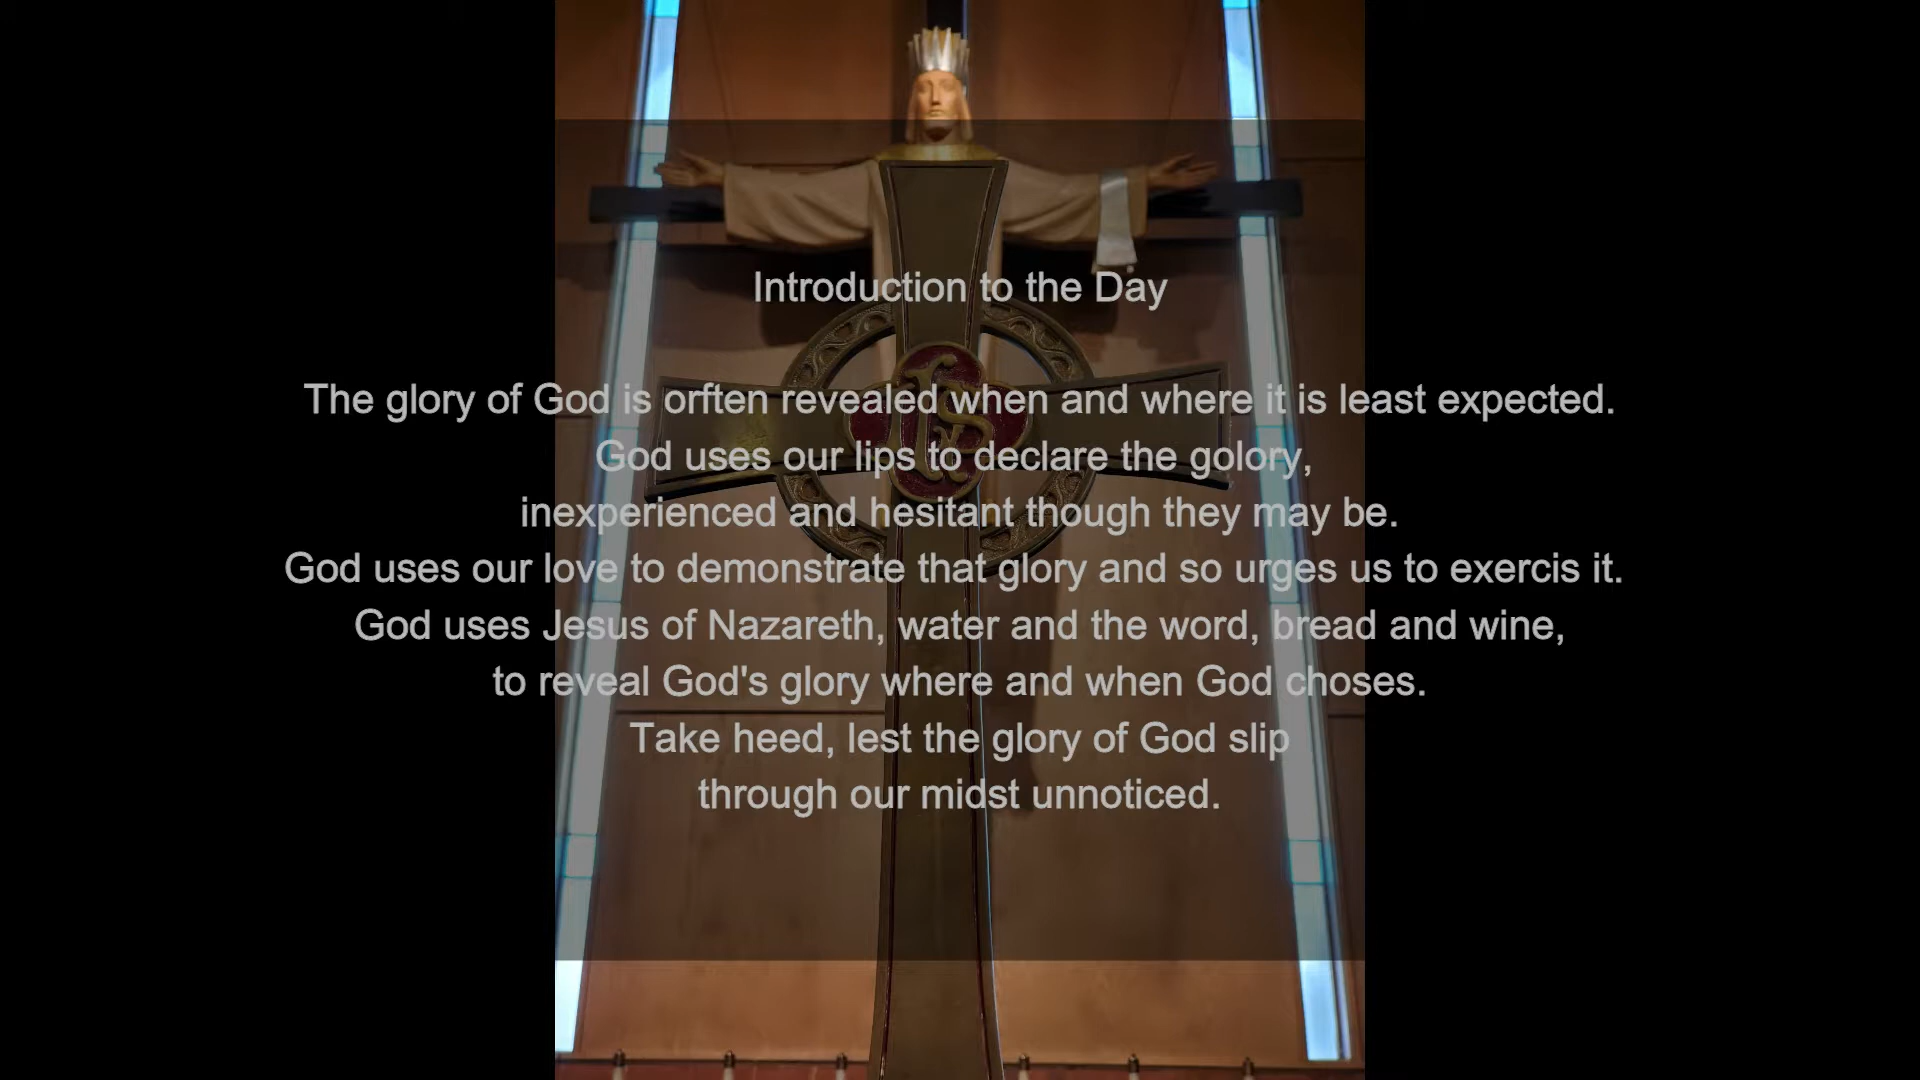 Introduction to the Day
The glory of God is orften revealed when and where it is least expected.
God uses our lips to declare the golory,
inexperienced and hesitant though they may be.
God uses our love to demonstrate that glory and so urges us to exercis it.
God uses Jesus of Nazareth, water and the word, bread and wine,
to reveal God's glory where and when God choses.
Take heed, lest the glory of God slip
through our midst unnoticed.